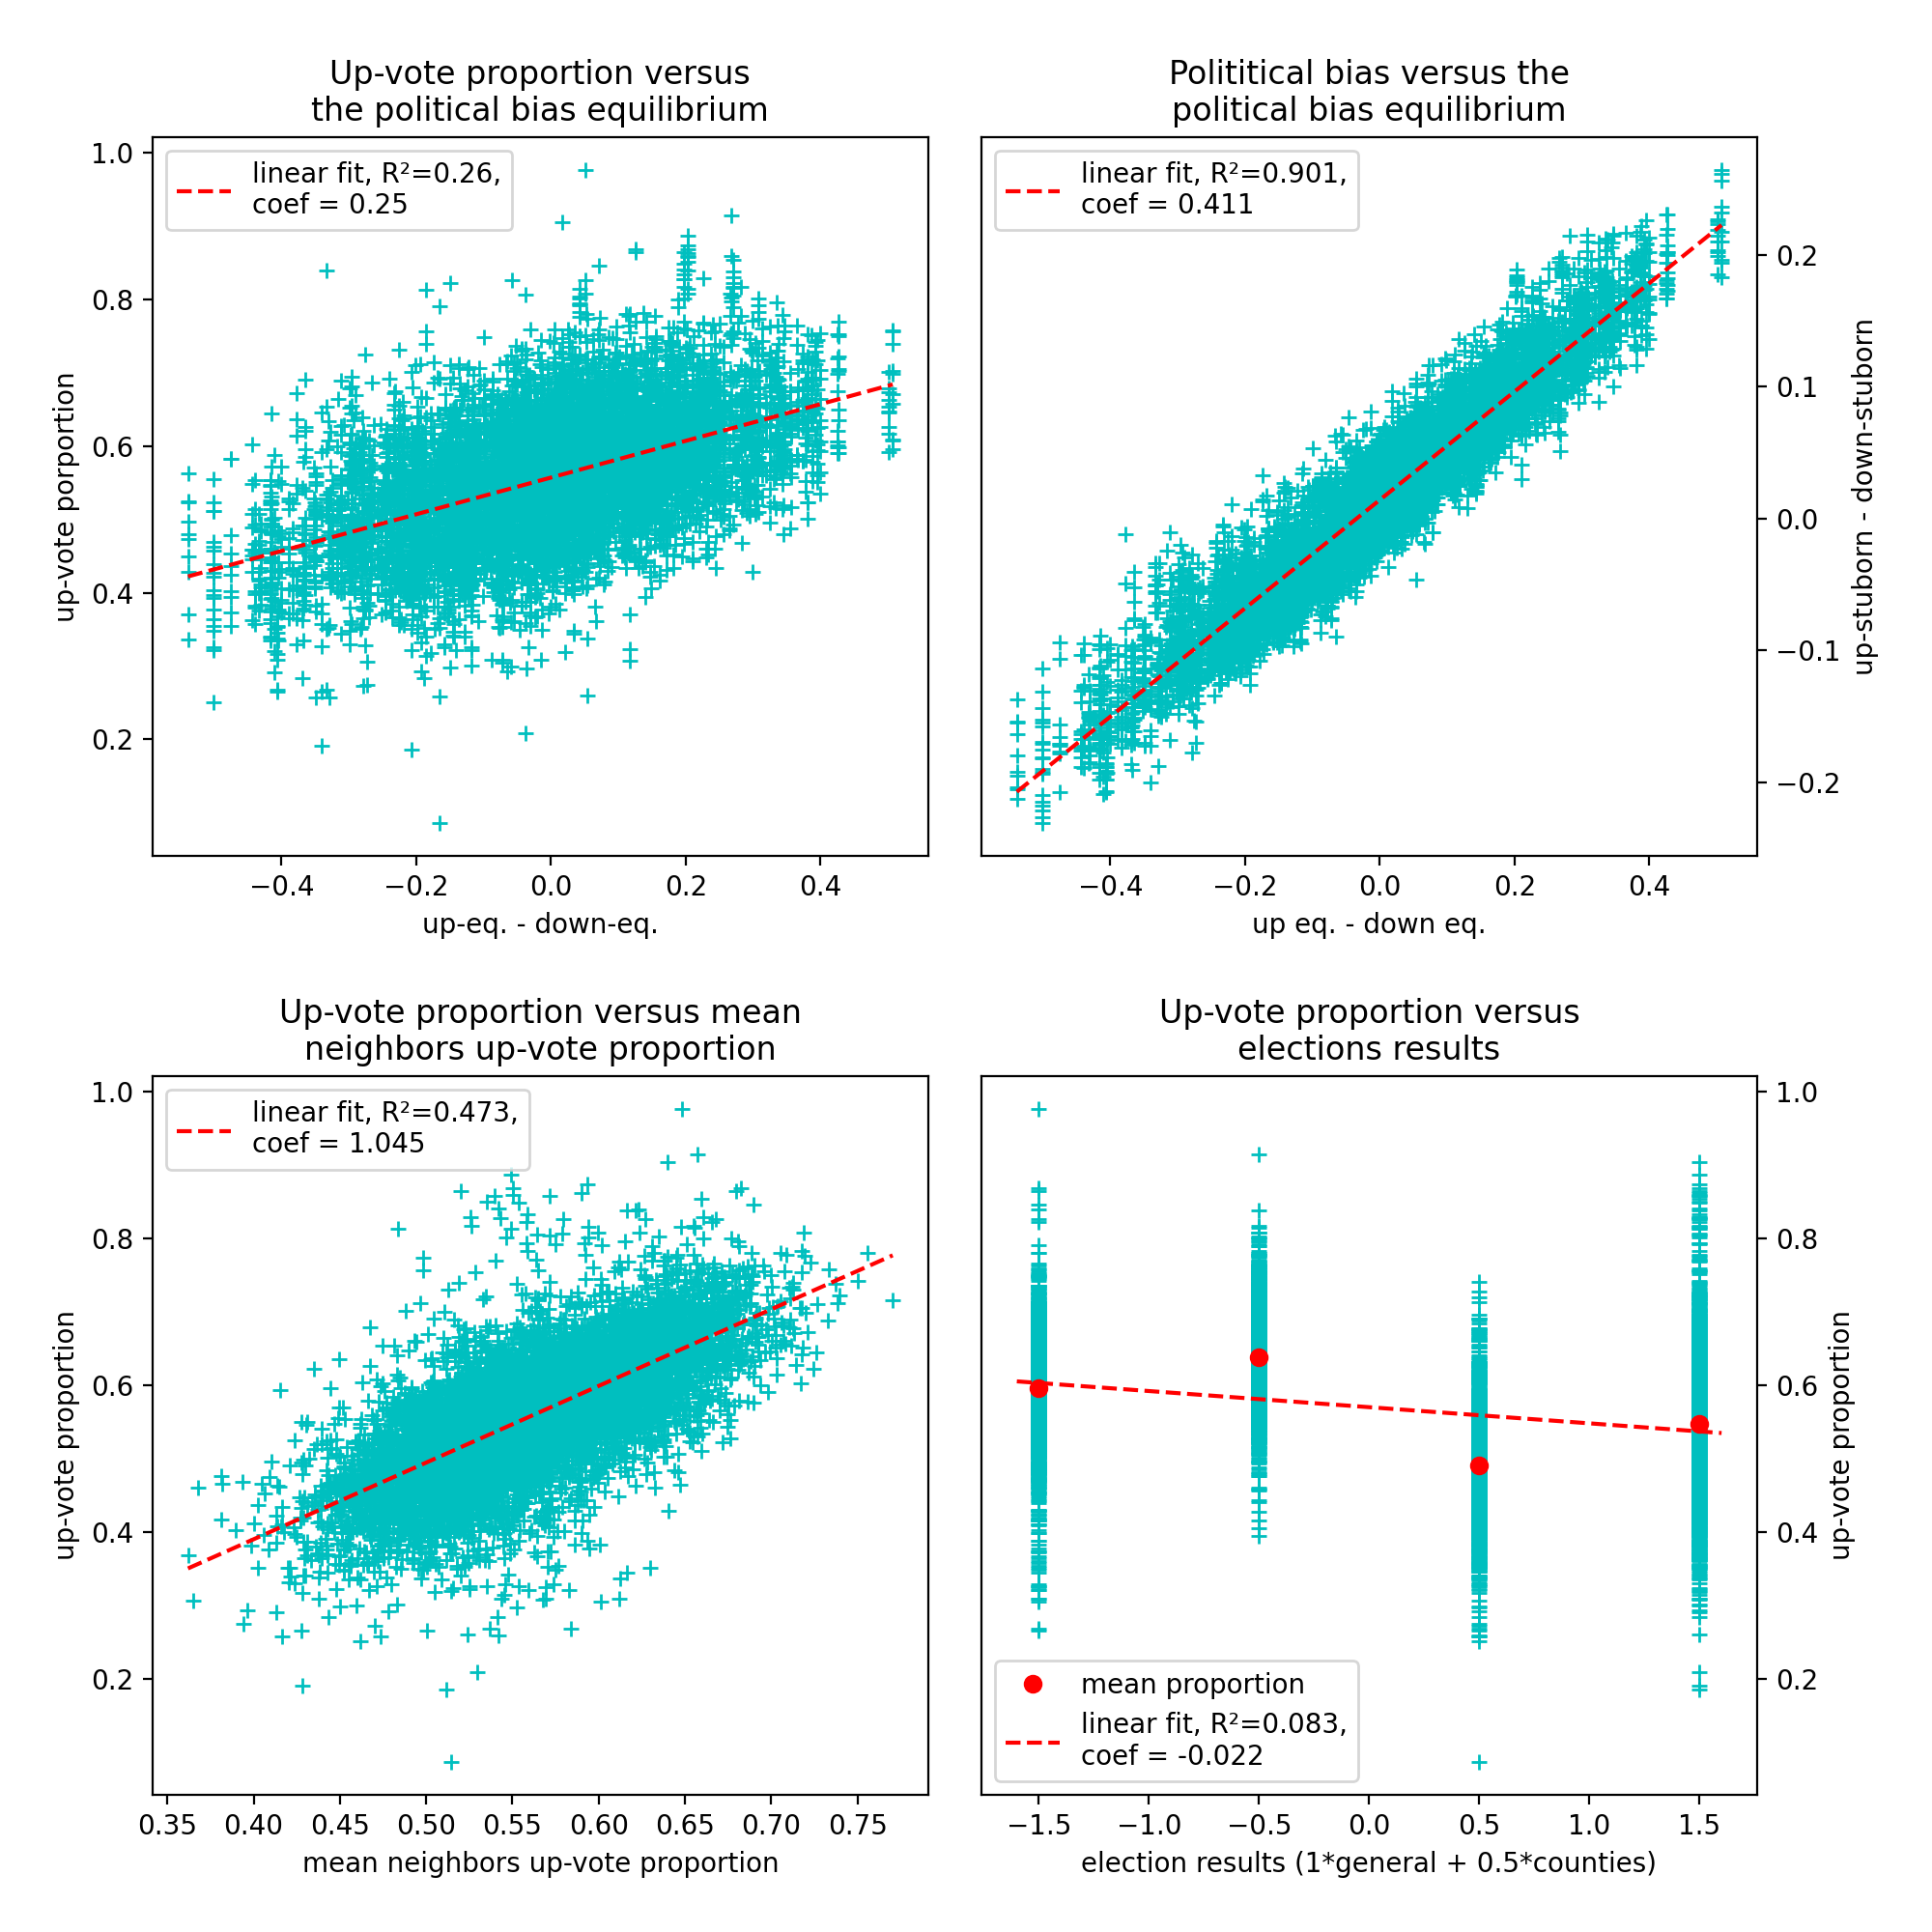 Up-vote proportion versus
the political bias equilibrium
linear fit, R²=0.26,
coef = 0.25
1.0
0.8
0.6
0.4
0.2
up-vote porportion
−0.4 −0.2 0.0 0.2 0.4
up-eq. - down-eq.
Polititical bias versus the
political bias equilibrium
linear fit, R²=0.901,
coef = 0.411
0.2
0.1
0.0
−0.1
−0.2
up-stuborn - down-stuborn
−0.4 −0.2 0.0 0.2 0.4
up eq. - down eq.
Up-vote proportion versus mean
neighbors up-vote proportion
linear fit, R²=0.473,
coef = 1.045
1.0
0.8
0.6
0.4
0.2
up-vote proportion
0.35 0.40 0.45 0.50 0.55 0.60 0.65 0.70 0.75
mean neighbors up-vote proportion
Up-vote proportion versus
elections results
1.0
0.8
0.6
0.4
0.2
up-vote proportion
mean proportion
linear fit, R²=0.083,
coef = -0.022
−1.5 −1.0 −0.5 0.0 0.5 1.0 1.5
election results (1*general + 0.5*counties)